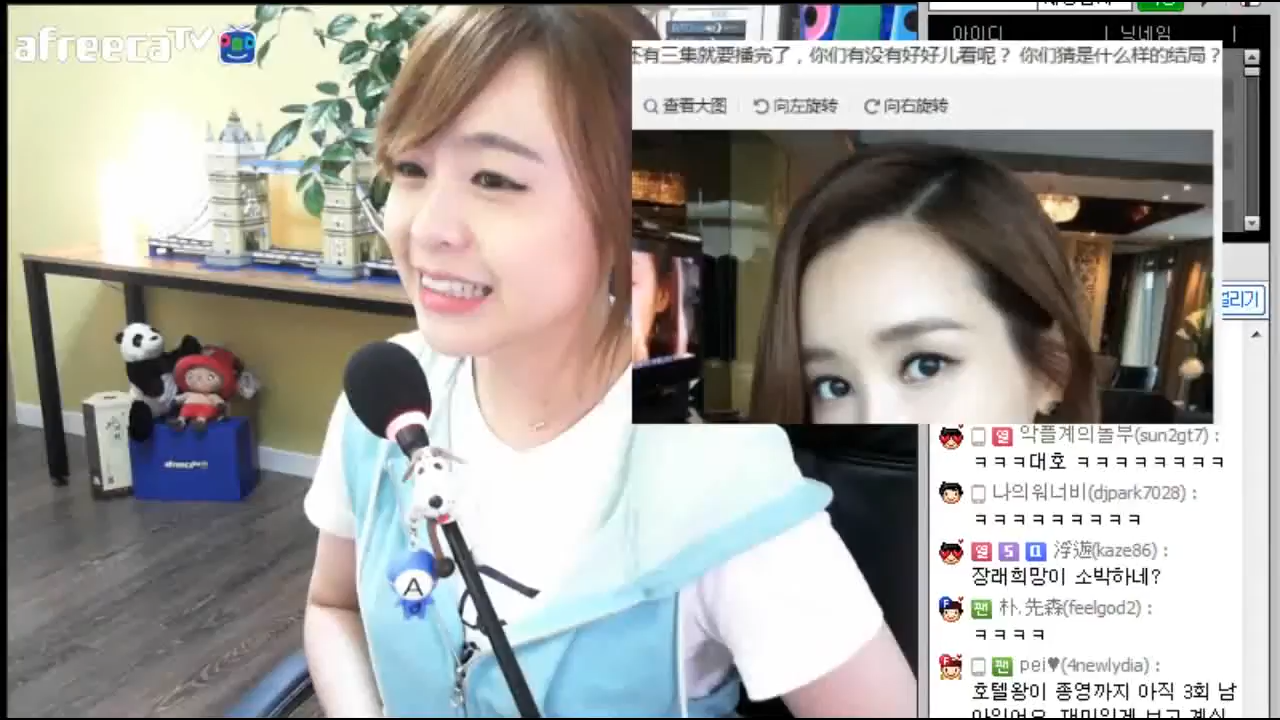 afreecaTV
아이디 | 닉네임 |
还有三集就要播完了，你们有没有好好儿看呢？ 你们猜是什么样的结局？
查看大图 向左旋转 向右旋转
열 악플계의놀부(sun2gt7) :
ㅋㅋㅋ대호 ㅋㅋㅋㅋㅋㅋㅋㅋ
나의워너비(djpark7028) :
ㅋㅋㅋㅋㅋㅋㅋㅋㅋ
열 5 浮遊(kaze86) :
장래희망이 소박하네?
팬 朴.先森(feelgod2) :
ㅋㅋㅋㅋ
팬 pei♥(4newlydia) :
호텔왕이 종영까지 아직 3회 남
A